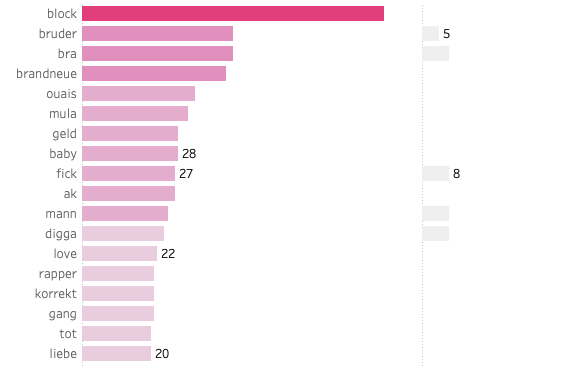 block
bruder 5
bra
brandneue
ouais
mula
geld
baby 28
fick 27 8
ak
mann
digga
love 22
rapper
korrekt
gang
tot
liebe 20